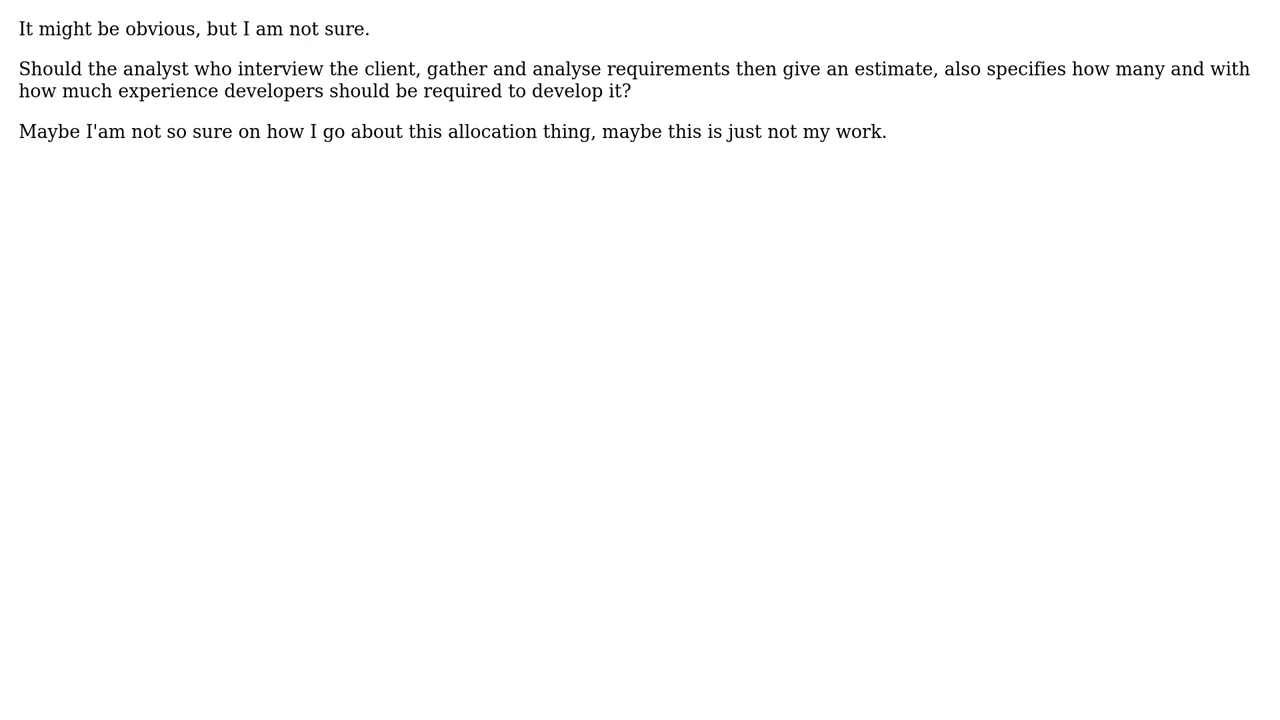 It might be obvious, but I am not sure.
Should the analyst who interview the client, gather and analyse requirements then give an estimate, also specifies how many and with
how much experience developers should be required to develop it?
Maybe I'am not so sure on how I go about this allocation thing, maybe this is just not my work.